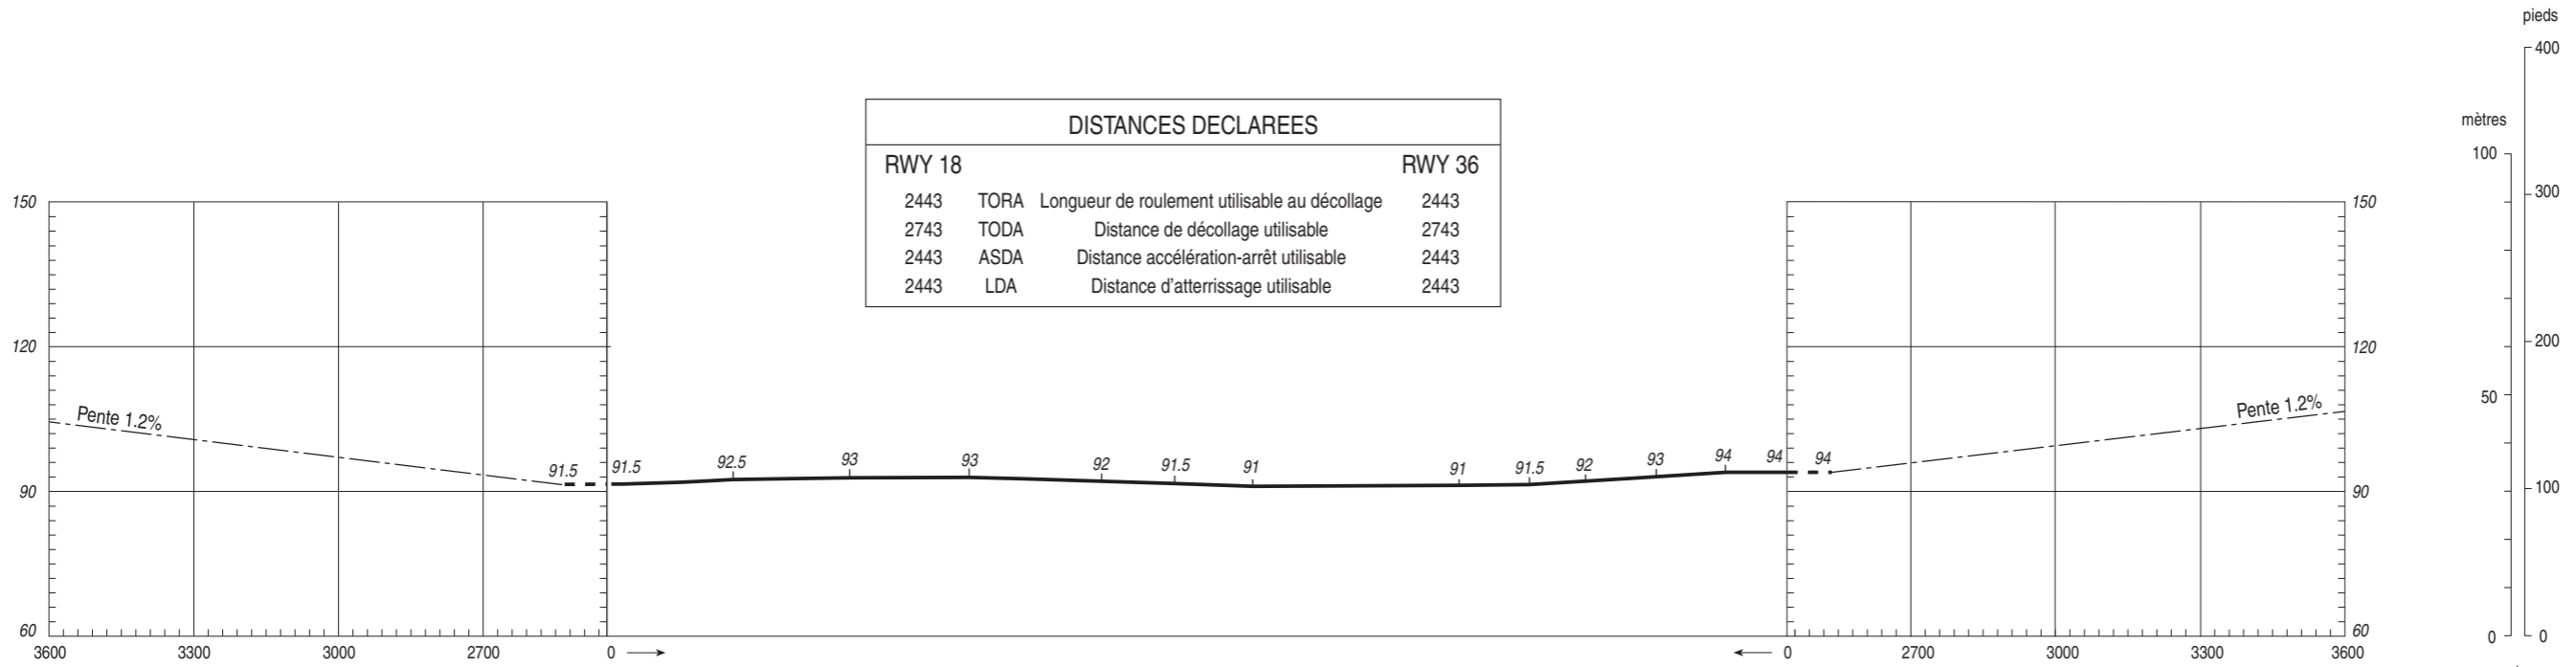 pieds
400
mètres
100
300
200
50
100
0
0
DISTANCES DECLAREES
RWY 18 RWY 36
2443 TORA Longueur de roulement utilisable au décollage 2443
2743 TODA Distance de décollage utilisable 2743
2443 ASDA Distance accélération-arrêt utilisable 2443
2443 LDA Distance d'atterrissage utilisable 2443
150
120
90
60
Pente 1.2%
91.5
91.5
92.5
93
93
92
91.5
91
91
91.5
92
93
94
94
94
Pente 1.2%
150
120
90
60
3600 3300 3000 2700 0
0 2700 3000 3300 3600